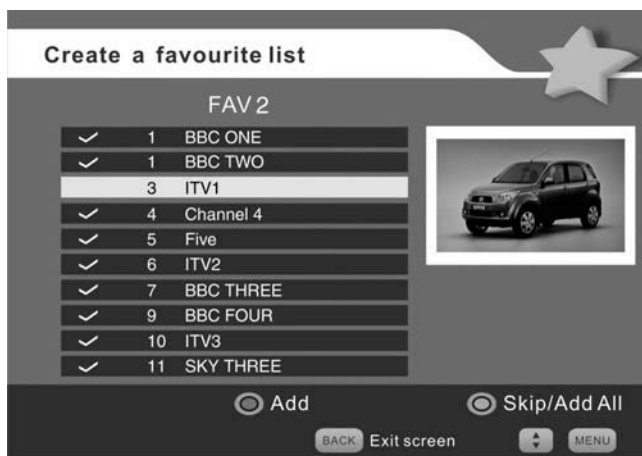 Create a favourite list
FAV 2
1 BBC ONE
1 BBC TWO
3 ITV1
4 Channel 4
5 Five
6 ITV2
7 BBC THREE
9 BBC FOUR
10 ITV3
11 SKY THREE
Add Skip/Add All
BACK Exit screen MENU